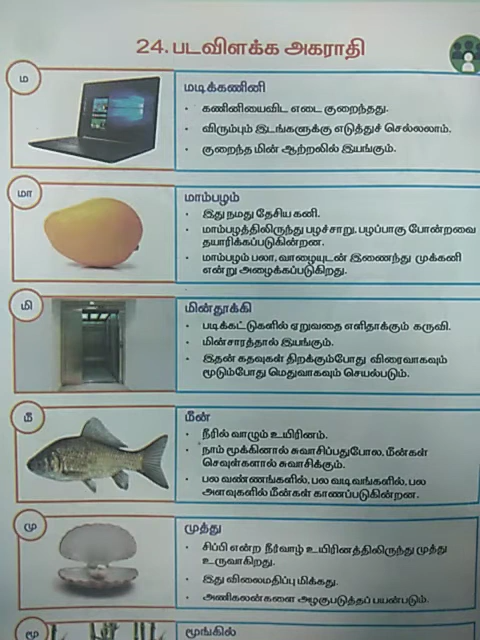 24. படவிளக்க அகராதி
ம
மடிக்கணினி
• கணினியைவிட எடை குறைந்தது.
• விரும்பும் இடங்களுக்கு எடுத்துச் செல்லலாம்.
• குறைந்த மின் ஆற்றலில் இயங்கும்.
மா
மாம்பழம்
• இது நமது தேசிய கனி.
• மாம்பழத்திலிருந்து பழச்சாறு, பழப்பாகு போன்றவை
தயாரிக்கப்படுகின்றன.
• மாம்பழம் பலா, வாழையுடன் இணைந்து முக்கனி
என்று அழைக்கப்படுகிறது.
மி
மின்தூக்கி
• படிக்கட்டுகளில் ஏறுவதை எளிதாக்கும் கருவி.
• மின்சாரத்தால் இயங்கும்.
• இதன் கதவுகள் திறக்கும்போது விரைவாகவும்
மூடும்போது மெதுவாகவும் செயல்படும்.
மீ
மீன்
• நீரில் வாழும் உயிரினம்.
• நாம் மூக்கினால் சுவாசிப்பதுபோல, மீன்கள்
செவுள்களால் சுவாசிக்கும்.
• பல வண்ணங்களில், பல வடிவங்களில், பல
அளவுகளில் மீன்கள் காணப்படுகின்றன.
மு
முத்து
• சிப்பி என்ற நீர்வாழ் உயிரினத்திலிருந்து முத்து
உருவாகிறது.
• இது விலைமதிப்பு மிக்கது.
• அணிகலன்களை அழகுபடுத்தப் பயன்படும்.
மூ
மூங்கில்